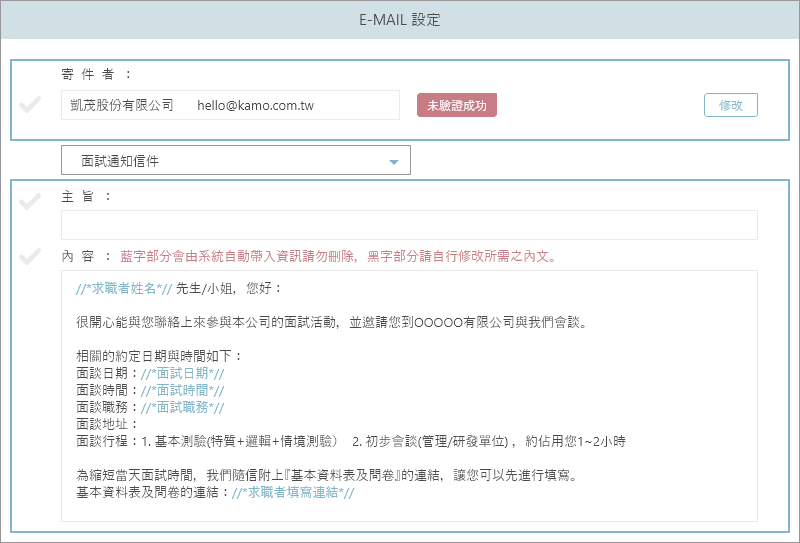 E-MAIL 設定
寄 件 者 ：
凱茂股份有限公司 hello@kamo.com.tw 未驗證成功 修改
面試通知信件
主 旨 ：
內 容 ： 藍字部分會由系統自動帶入資訊請勿刪除，黑字部分請自行修改所需之內文。
//*求職者姓名*// 先生/小姐，您好：
很開心能與您聯絡上來參與本公司的面試活動，並邀請您到OOOOO有限公司與我們會談。
相關的約定日期與時間如下：
面談日期：//*面試日期*//
面談時間：//*面試時間*//
面談職務：//*面試職務*//
面談地址：
面談行程：1. 基本測驗(特質+邏輯+情境測驗） 2. 初步會談(管理/研發單位) ，約佔用您1~2小時
為縮短當天面試時間，我們隨信附上『基本資料表及問卷』的連結，讓您可以先進行填寫。
基本資料表及問卷的連結：//*求職者填寫連結*//